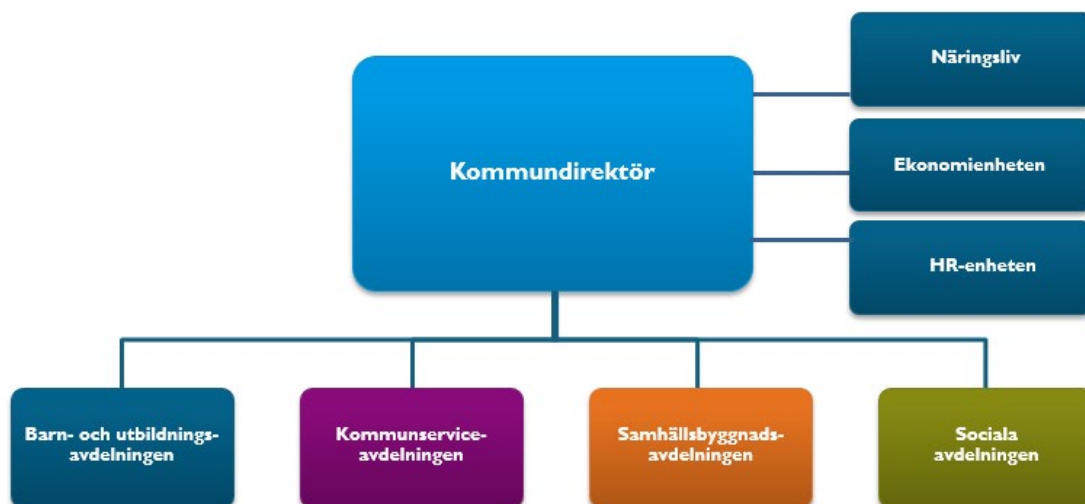 Näringsliv
Kommundirektör
Ekonomienheten
HR-enheten
Barn- och utbildnings-
avdelningen
Kommunservice-
avdelningen
Samhällsbyggnads-
avdelningen
Sociala
avdelningen